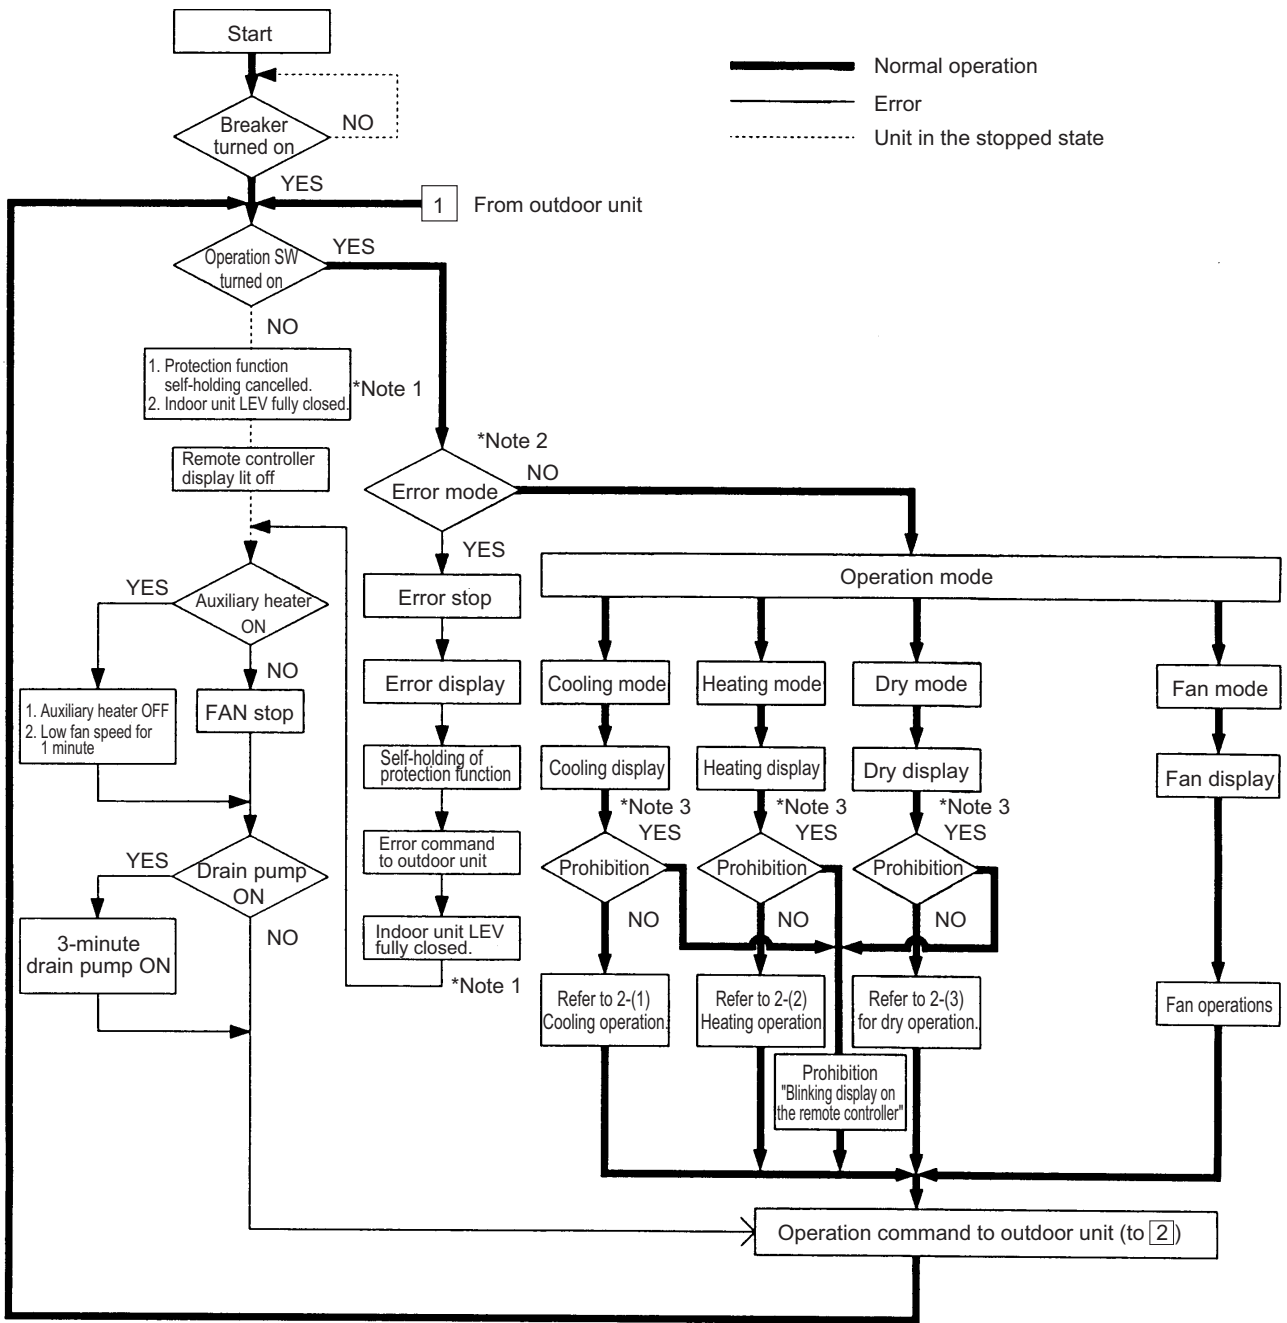 Start
Normal operation
Error
Unit in the stopped state
Breaker
turned on
NO
YES
1
From outdoor unit
Operation SW
turned on
YES
NO
1. Protection function
self-holding cancelled.
2. Indoor unit LEV fully closed.
*Note 1
Remote controller
display lit off
*Note 2
Error mode
NO
YES
Operation mode
YES
Auxiliary heater
ON
NO
Error stop
1. Auxiliary heater OFF
2. Low fan speed for
1 minute
FAN stop
Error display
Cooling mode
Heating mode
Dry mode
Fan mode
Self-holding of
protection function
Cooling display
Heating display
Dry display
Fan display
*Note 3
YES
*Note 3
YES
*Note 3
YES
Error command
to outdoor unit
Prohibition
Prohibition
Prohibition
YES
Drain pump
ON
NO
NO
NO
NO
3-minute
drain pump ON
Indoor unit LEV
fully closed.
*Note 1
Refer to 2-(1)
Cooling operation.
Refer to 2-(2)
Heating operation
Refer to 2-(3)
for dry operation.
Fan operations
Prohibition
"Blinking display on
the remote controller"
Operation command to outdoor unit (to 2)